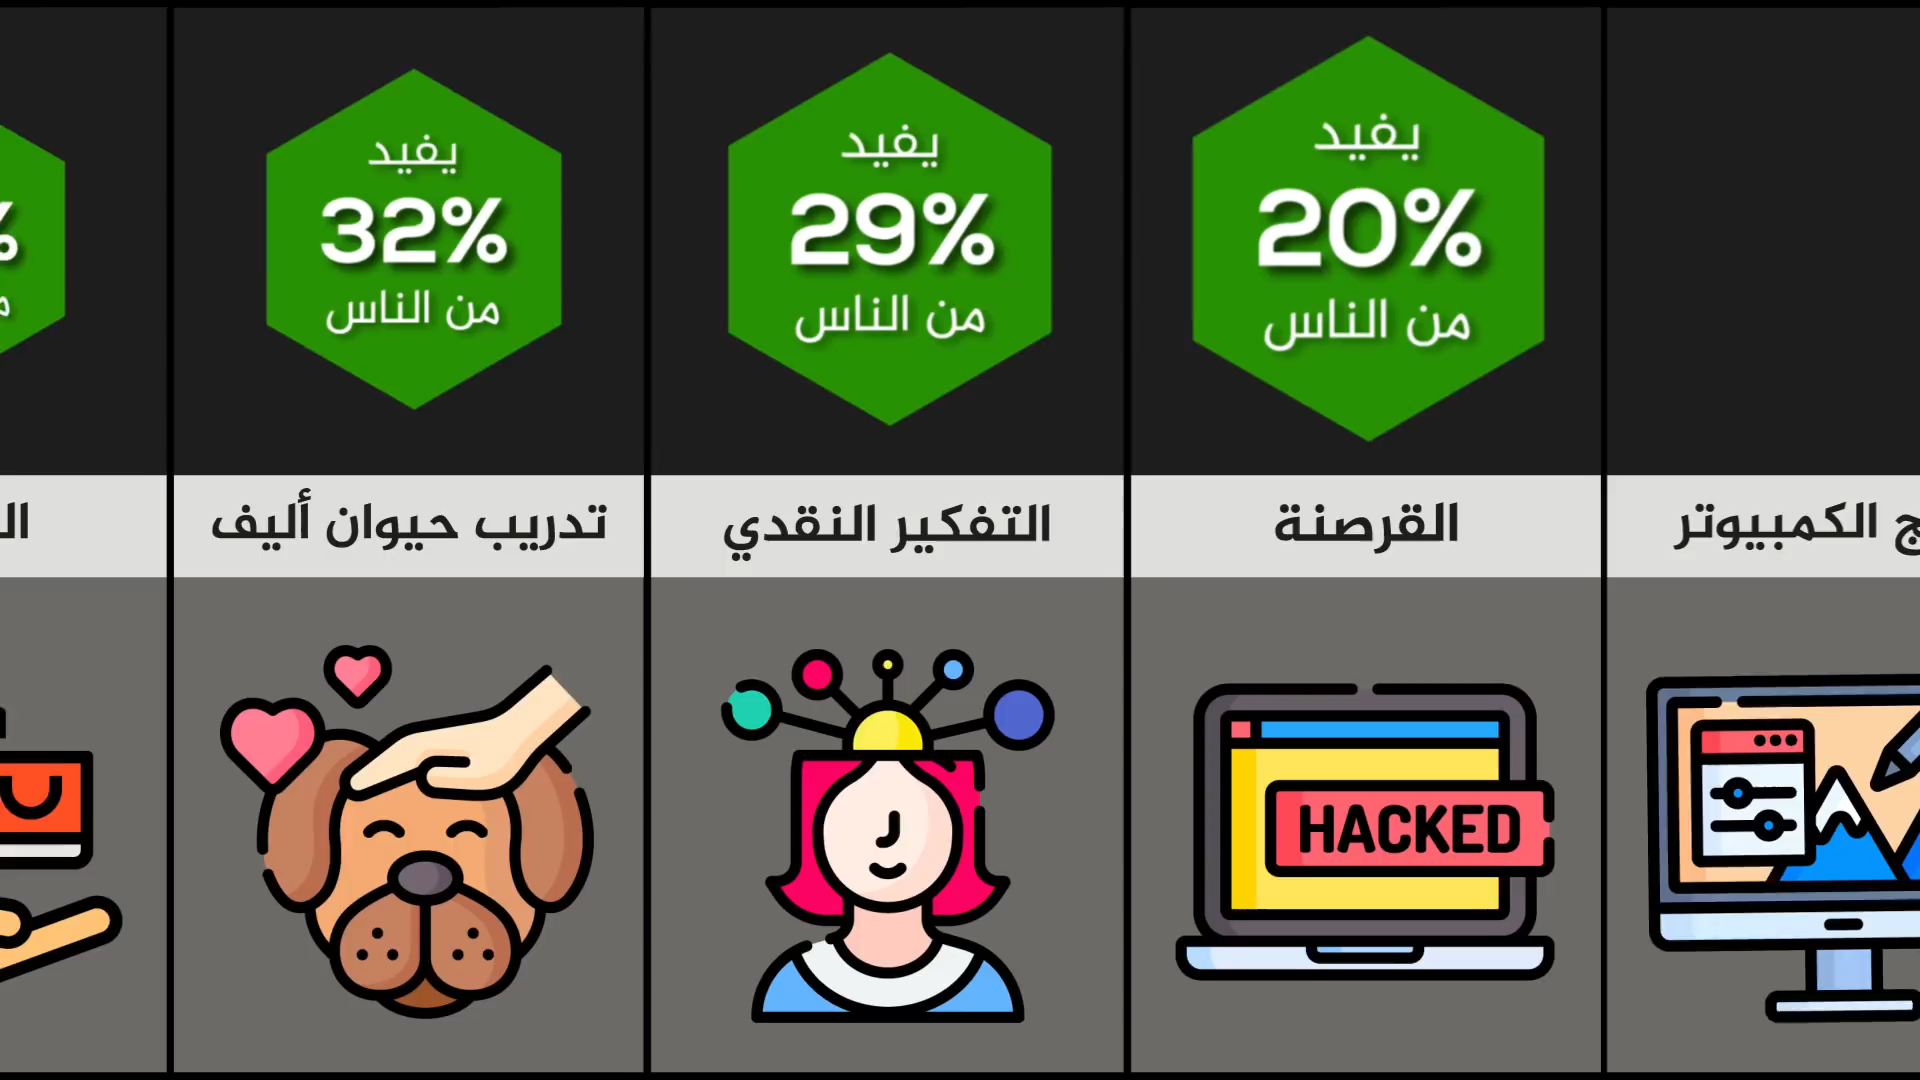 يفيد
32%
من الناس
تدريب حيوان أليف
يفيد
29%
من الناس
التفكير النقدي
يفيد
20%
من الناس
القرصنة
HACKED
الكمبيوتر